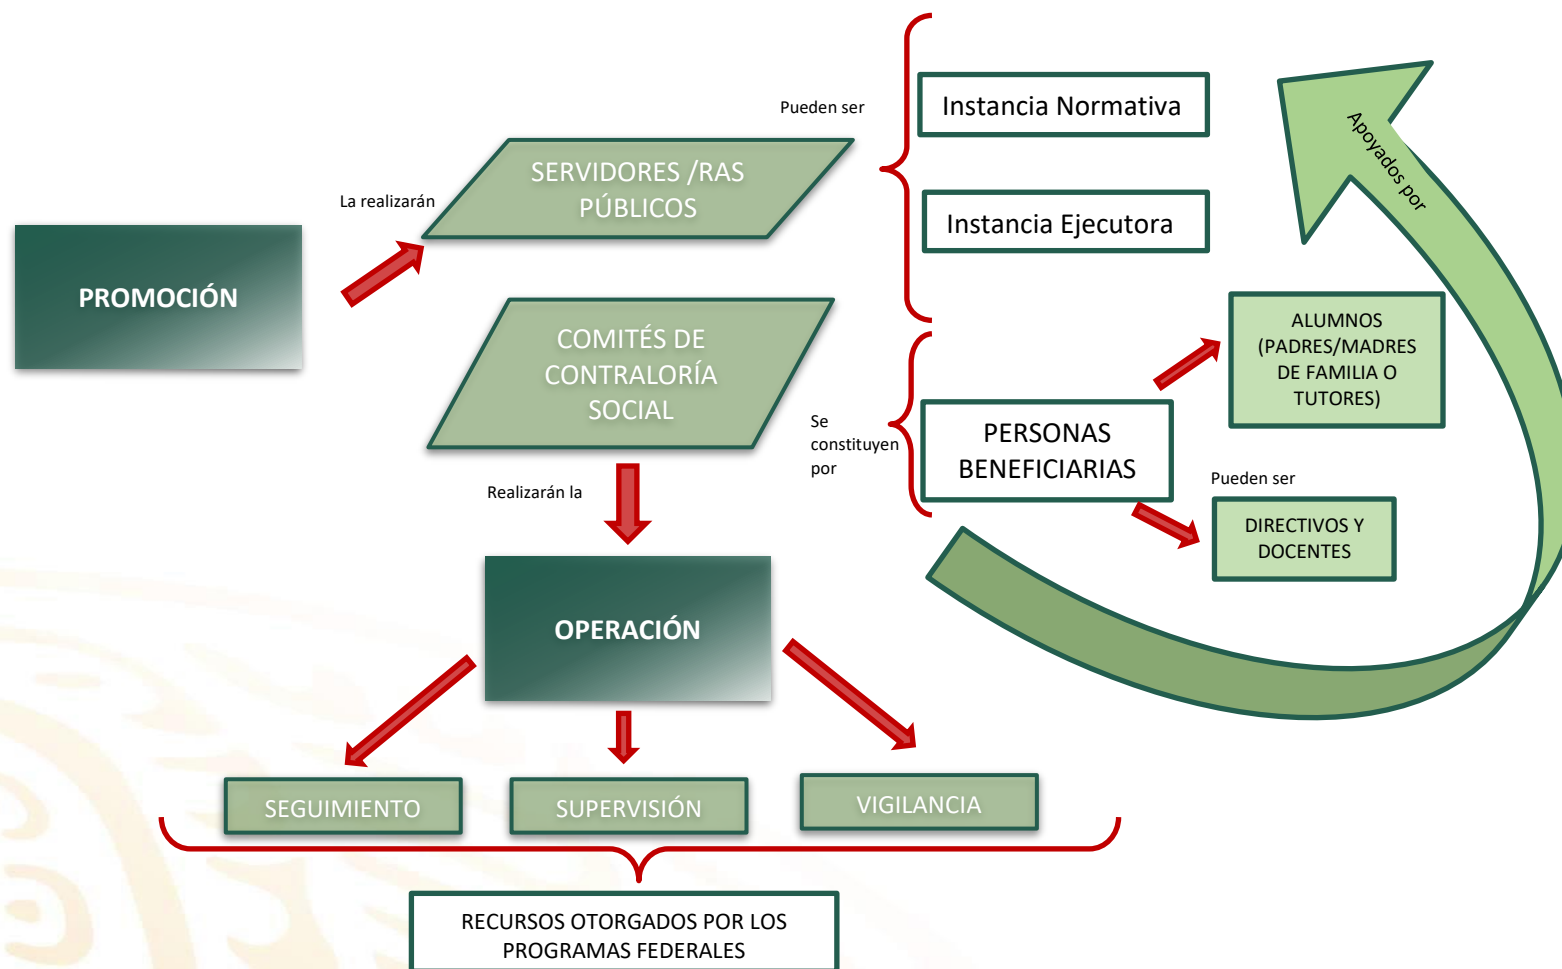 Pueden ser
Instancia Normativa
Apoyados por
SERVIDORES /RAS
PÚBLICOS
La realizarán
Instancia Ejecutora
PROMOCIÓN
COMITÉS DE
CONTRALORÍA
SOCIAL
ALUMNOS
(PADRES/MADRES
DE FAMILIA O
TUTORES)
Se
constituyen
por
PERSONAS
BENEFICIARIAS
Pueden ser
Realizarán la
DIRECTIVOS Y
DOCENTES
OPERACIÓN
SEGUIMIENTO
SUPERVISIÓN
VIGILANCIA
RECURSOS OTORGADOS POR LOS
PROGRAMAS FEDERALES